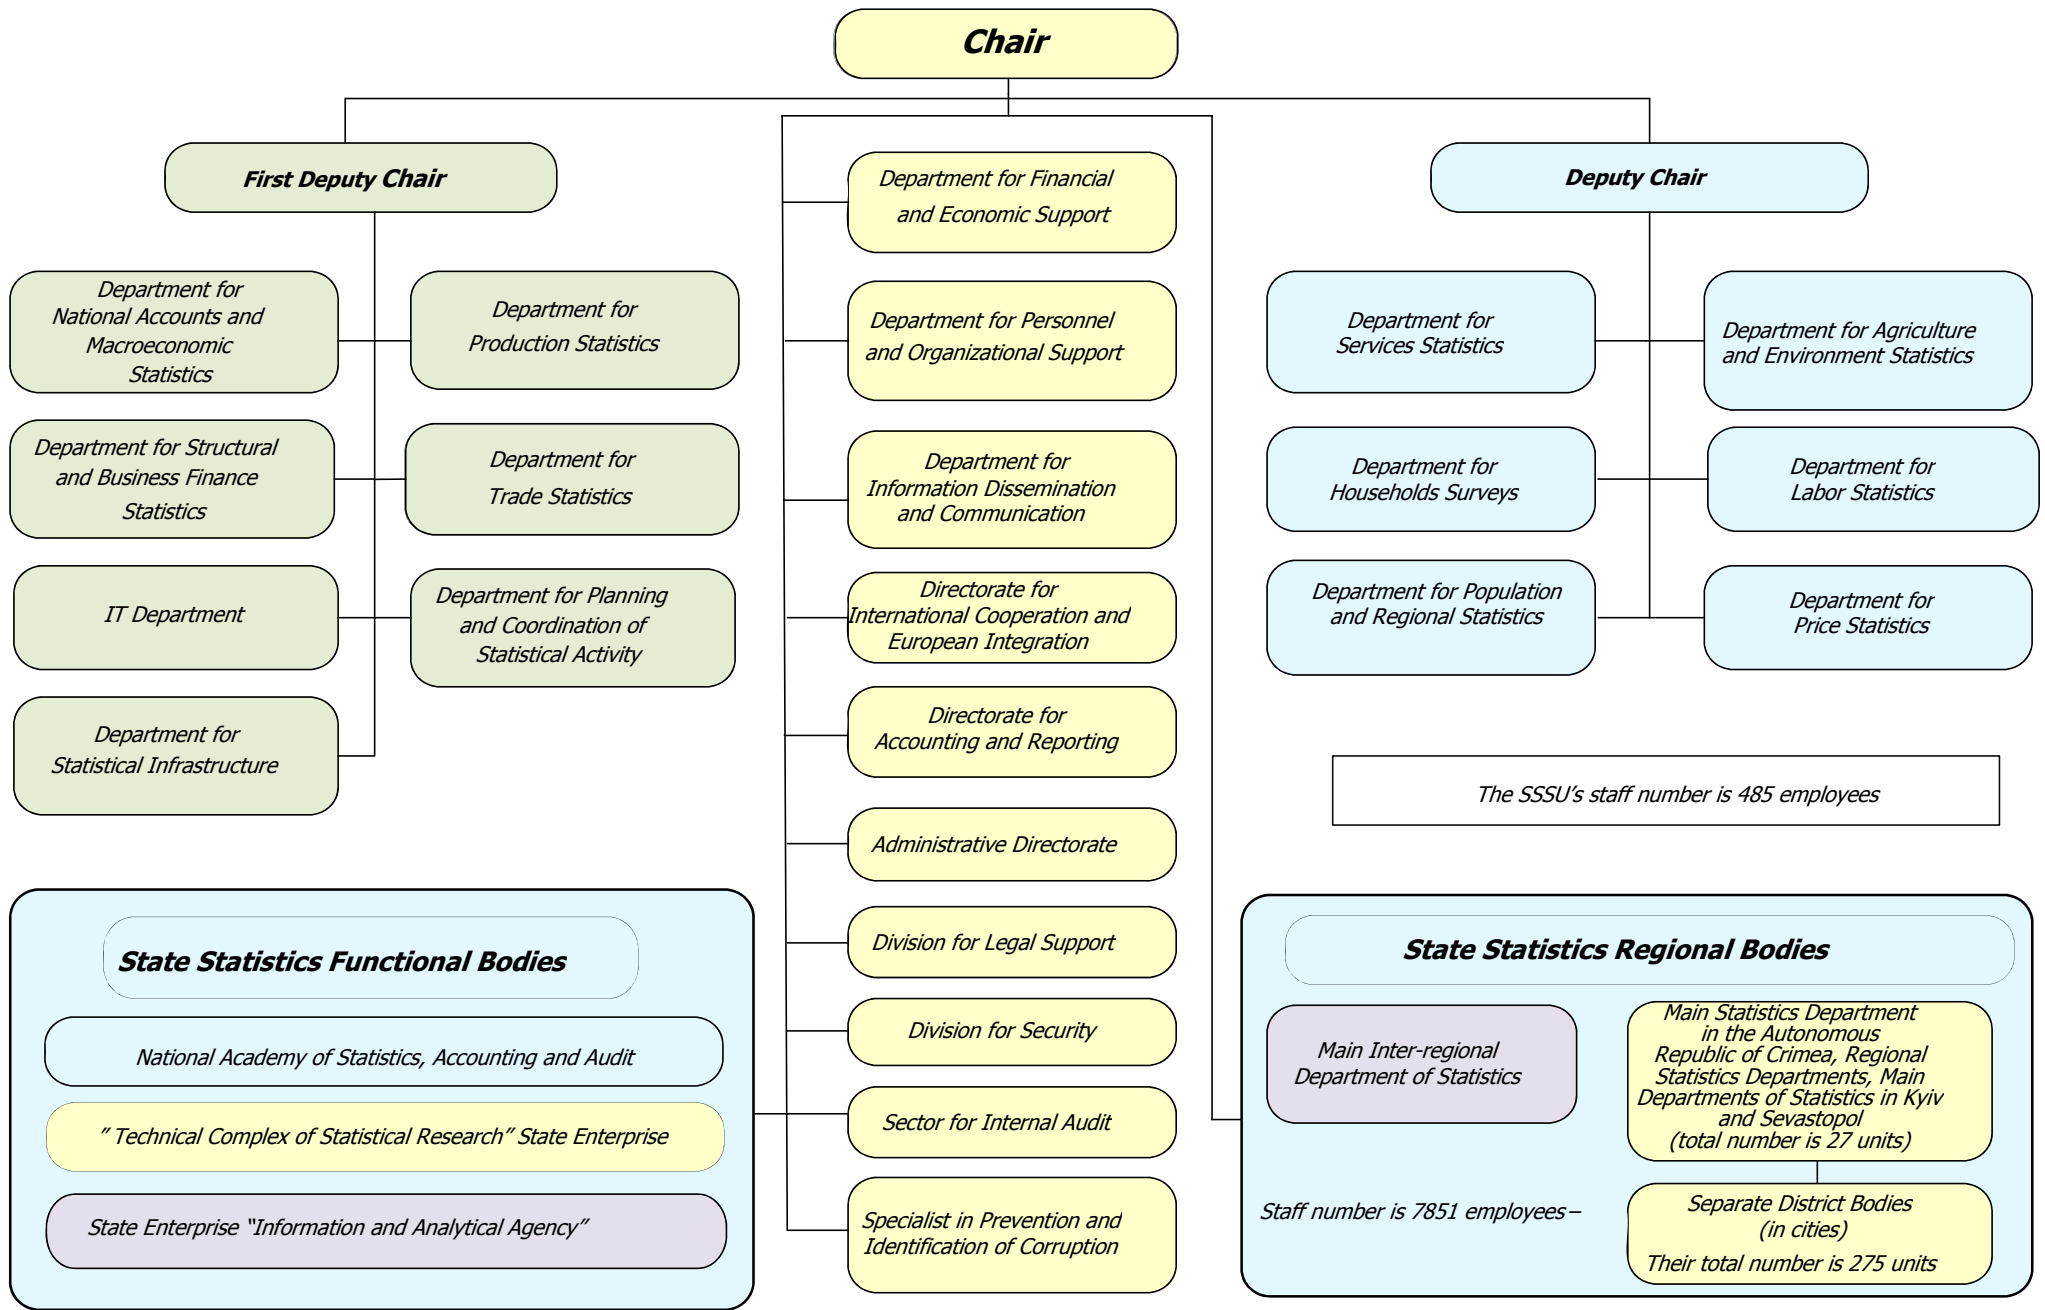 Chair
First Deputy Chair
Department for
National Accounts and
Macroeconomic
Statistics
Department for
Production Statistics
Department for Structural
and Business Finance
Statistics
Department for
Trade Statistics
IT Department
Department for Planning
and Coordination of
Statistical Activity
Department for
Statistical Infrastructure
Department for Financial
and Economic Support
Department for Personnel
and Organizational Support
Department for
Information Dissemination
and Communication
Directorate for
International Cooperation and
European Integration
Directorate for
Accounting and Reporting
Administrative Directorate
Division for Legal Support
Division for Security
Sector for Internal Audit
Specialist in Prevention and
Identification of Corruption
Deputy Chair
Department for
Services Statistics
Department for Agriculture
and Environment Statistics
Department for
Households Surveys
Department for
Labor Statistics
Department for Population
and Regional Statistics
Department for
Price Statistics
The SSSU's staff number is 485 employees
State Statistics Functional Bodies
National Academy of Statistics, Accounting and Audit
" Technical Complex of Statistical Research" State Enterprise
State Enterprise "Information and Analytical Agency"
State Statistics Regional Bodies
Main Inter-regional
Department of Statistics
Main Statistics Department
in the Autonomous
Republic of Crimea, Regional
Statistics Departments, Main
Departments of Statistics in Kyiv
and Sevastopol
(total number is 27 units)
Staff number is 7851 employees –
Separate District Bodies
(in cities)
Their total number is 275 units